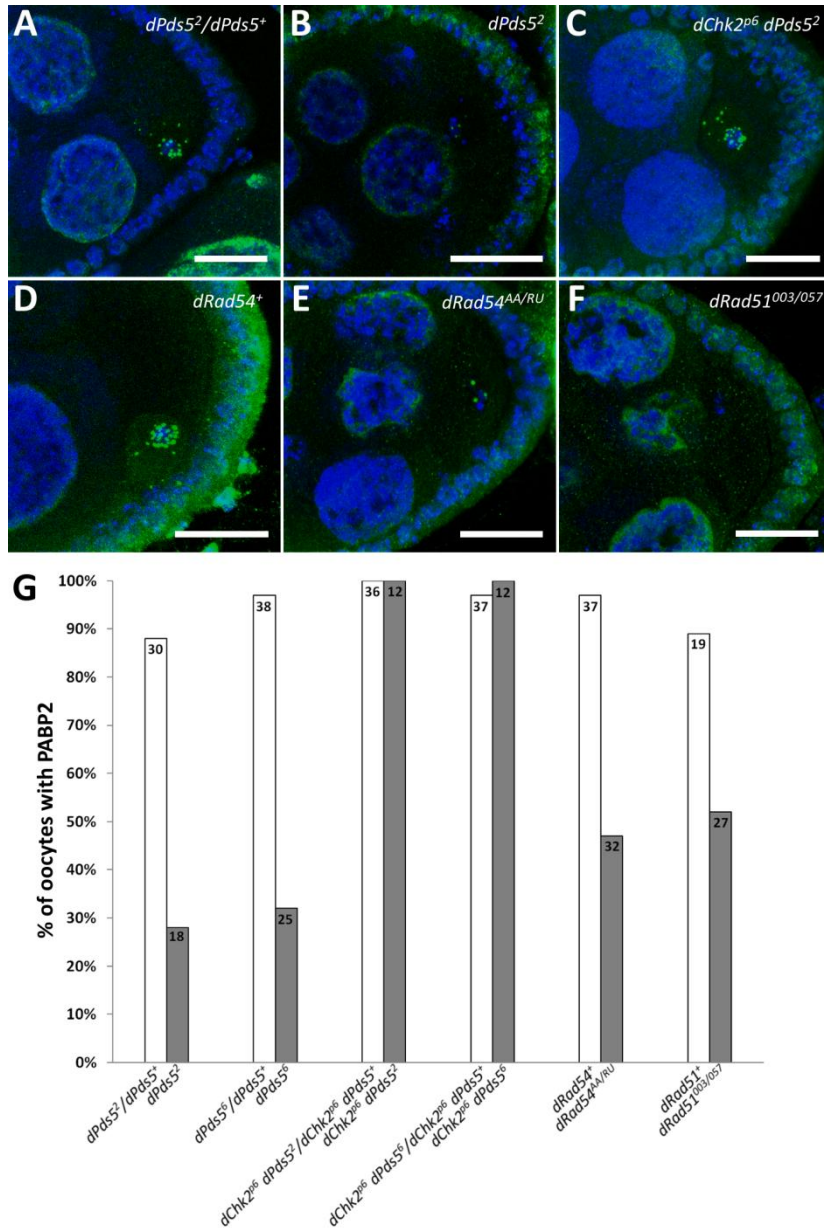 A dPds5²/dPds5⁺
B dPds5²
C dChk2ᵖ⁶ dPds5²
D dRad54⁺
E dRad54ᴬᴬ/ᴿᵁ
F dRad51⁰⁰³/⁰⁵⁷
G
% of oocytes with PABP2
100%
90%
80%
70%
60%
50%
40%
30%
20%
10%
0%
30
18
38
25
36
12
37
12
37
32
19
27
dPds5²/dPds5⁺
dPds5²
dPds5⁶/dPds5⁺
dPds5⁶
dChk2ᵖ⁶ dPds5²/dChk2ᵖ⁶ dPds5⁺
dChk2ᵖ⁶ dPds5²
dChk2ᵖ⁶ dPds5⁶/dChk2ᵖ⁶ dPds5⁺
dChk2ᵖ⁶ dPds5⁶
dRad54⁺
dRad54ᴬᴬ/ᴿᵁ
dRad51⁺
dRad51⁰⁰³/⁰⁵⁷